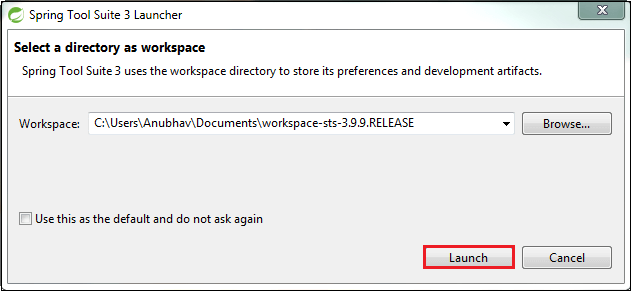 Spring Tool Suite 3 Launcher
Select a directory as workspace
Spring Tool Suite 3 uses the workspace directory to store its preferences and development artifacts.
Workspace: C:\Users\Anubhav\Documents\workspace-sts-3.9.9.RELEASE Browse...
Use this as the default and do not ask again
Launch Cancel